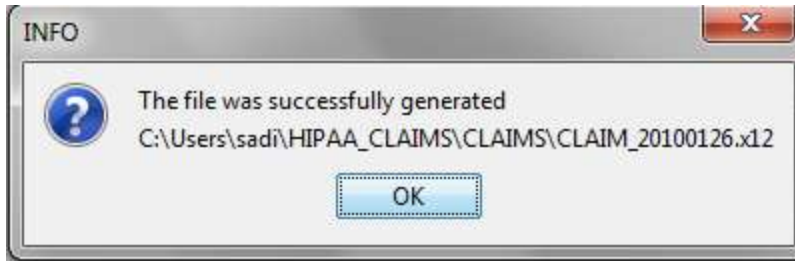 INFO
The file was successfully generated
C:\Users\sadi\HIPAA_CLAIMS\CLAIMS\CLAIM_20100126.x12
OK